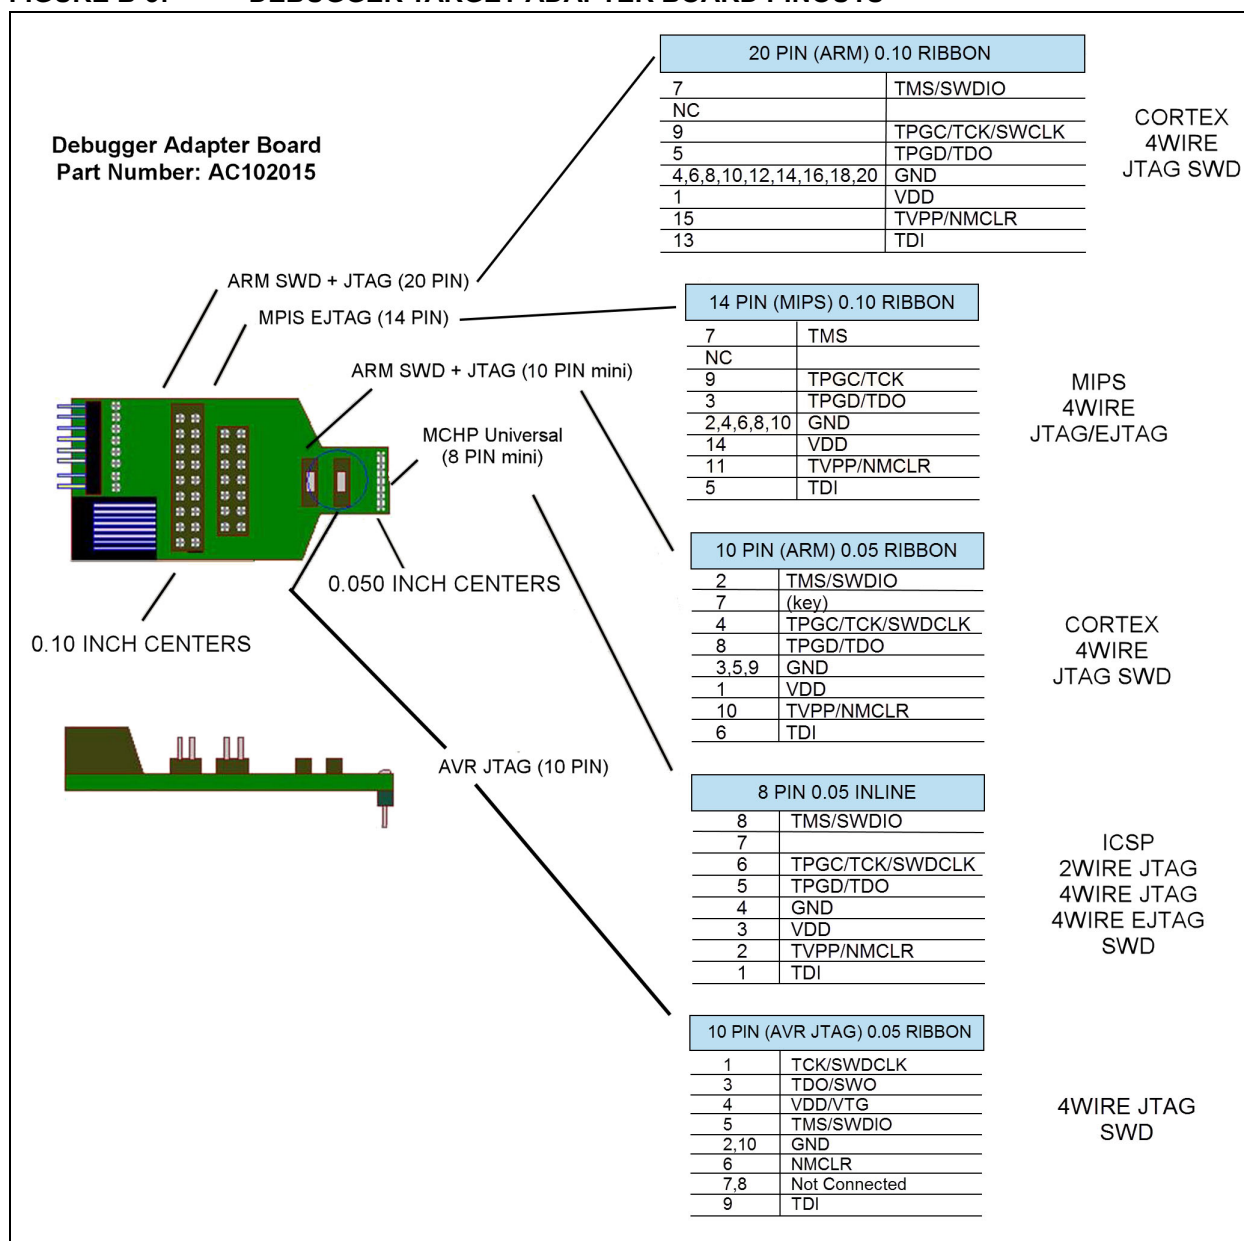 20 PIN (ARM) 0.10 RIBBON
7 TMS/SWDIO
NC
9 TPGC/TCK/SWCLK
5 TPGD/TDO
4,6,8,10,12,14,16,18,20 GND
1 VDD
15 TVPP/NMCLR
13 TDI
CORTEX
4WIRE
JTAG SWD
Debugger Adapter Board
Part Number: AC102015
ARM SWD + JTAG (20 PIN)
MPIS EJTAG (14 PIN)
ARM SWD + JTAG (10 PIN mini)
MCHP Universal
(8 PIN mini)
14 PIN (MIPS) 0.10 RIBBON
7 TMS
NC
9 TPGC/TCK
3 TPGD/TDO
2,4,6,8,10 GND
14 VDD
11 TVPP/NMCLR
5 TDI
MIPS
4WIRE
JTAG/EJTAG
0.050 INCH CENTERS
0.10 INCH CENTERS
10 PIN (ARM) 0.05 RIBBON
2 TMS/SWDIO
7 (key)
4 TPGC/TCK/SWDCLK
8 TPGD/TDO
3,5,9 GND
1 VDD
10 TVPP/NMCLR
6 TDI
CORTEX
4WIRE
JTAG SWD
AVR JTAG (10 PIN)
8 PIN 0.05 INLINE
8 TMS/SWDIO
7
6 TPGC/TCK/SWDCLK
5 TPGD/TDO
4 GND
3 VDD
2 TVPP/NMCLR
1 TDI
ICSP
2WIRE JTAG
4WIRE JTAG
4WIRE EJTAG
SWD
10 PIN (AVR JTAG) 0.05 RIBBON
1 TCK/SWDCLK
3 TDO/SWO
4 VDD/VTG
5 TMS/SWDIO
2,10 GND
6 NMCLR
7,8 Not Connected
9 TDI
4WIRE JTAG
SWD